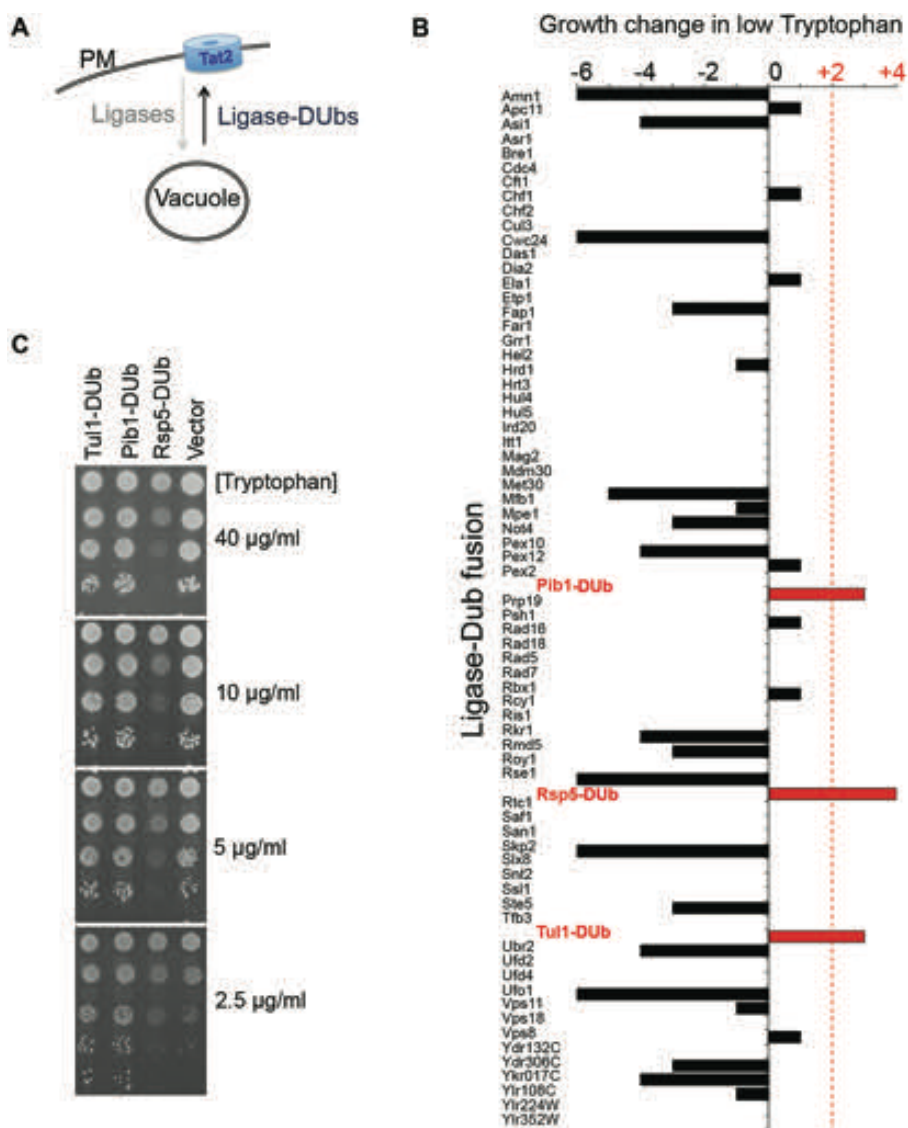 A
PM
Tat2
Ligases
Ligase-DUbs
Vacuole
B
Growth change in low Tryptophan
-6 -4 -2 0 +2 +4
Ligase-Dub fusion
Amn1
Apc11
Asi1
Asr1
Bre1
Cdc4
Cft1
Chf1
Chf2
Cul3
Cwc24
Das1
Dia2
Ela1
Etp1
Fap1
Far1
Grr1
Hel2
Hrd1
Hrt3
Hul4
Hul5
Ird20
Itt1
Mag2
Mdm30
Met30
Mfb1
Mpe1
Not4
Pex10
Pex12
Pex2
Pib1-DUb
Prp19
Psh1
Rad16
Rad18
Rad5
Rad7
Rbx1
Rcy1
Ris1
Rkr1
Rmd5
Roy1
Rse1
Rsp5-DUb
Rtc1
Saf1
San1
Skp2
Slx8
Snt2
Ssl1
Ste5
Tfb3
Tul1-DUb
Ubr2
Ufd2
Ufd4
Ufo1
Vps11
Vps18
Vps8
Ydr132C
Ydr306C
Ykr017C
Ylr108C
Ylr224W
Ylr352W
C
Tul1-DUb
Pib1-DUb
Rsp5-DUb
Vector
[Tryptophan]
40 µg/ml
10 µg/ml
5 µg/ml
2.5 µg/ml